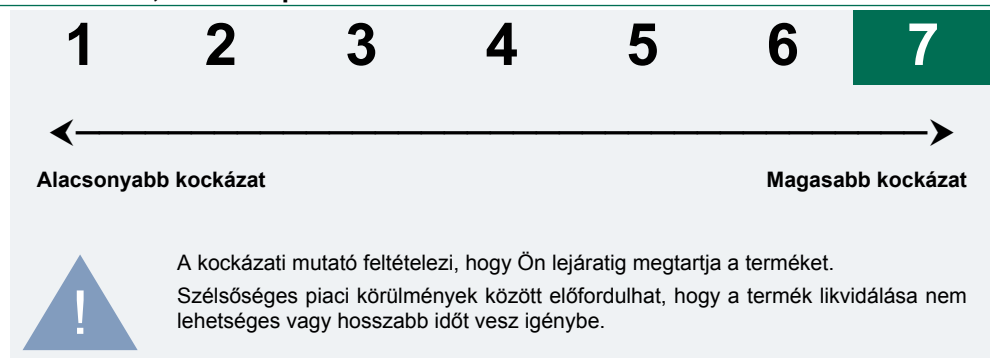 1 2 3 4 5 6 7
Alacsonyabb kockázat Magasabb kockázat
A kockázati mutató feltételezi, hogy Ön lejáratig megtartja a terméket.
Szélsőséges piaci körülmények között előfordulhat, hogy a termék likvidálása nem
lehetséges vagy hosszabb időt vesz igénybe.
!